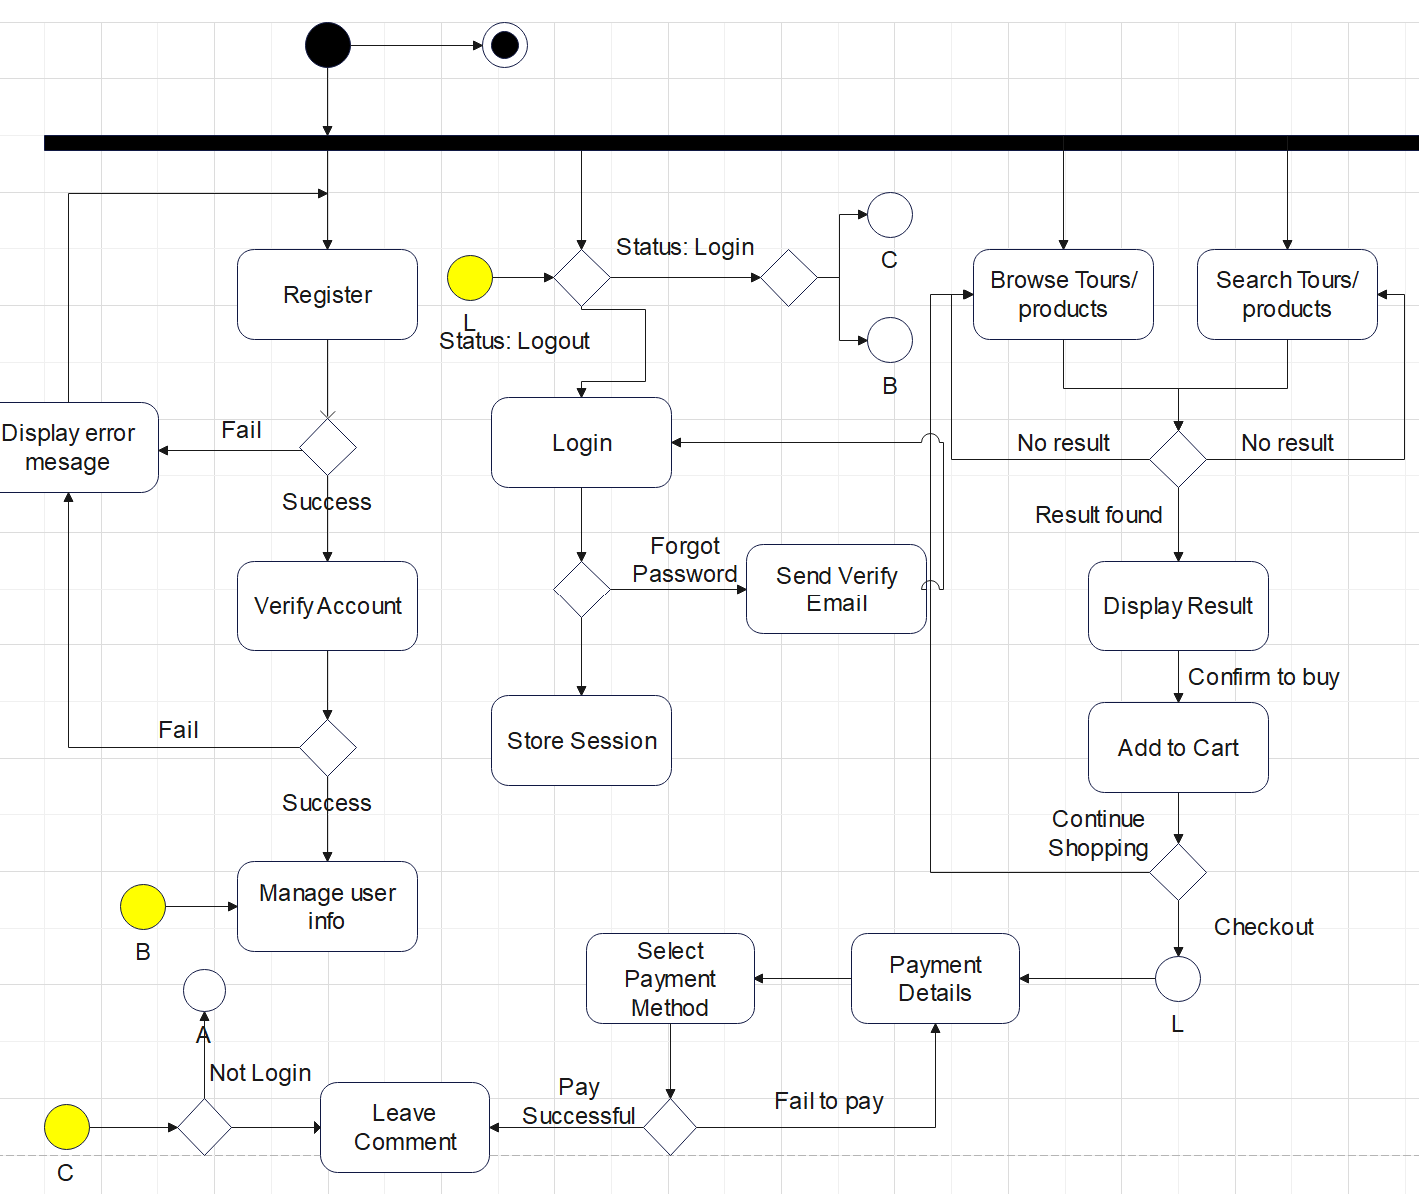 Status: Login
C
Browse Tours/
products
Search Tours/
products
Register
L
Status: Logout
B
Display error
mesage
Fail
Login
No result
No result
Success
Result found
Forgot
Password
Send Verify
Email
Verify Account
Display Result
Confirm to buy
Fail
Store Session
Add to Cart
Success
Continue
Shopping
Manage user
info
B
Checkout
Select
Payment
Method
Payment
Details
L
A
Not Login
Leave
Comment
Pay
Successful
Fail to pay
C